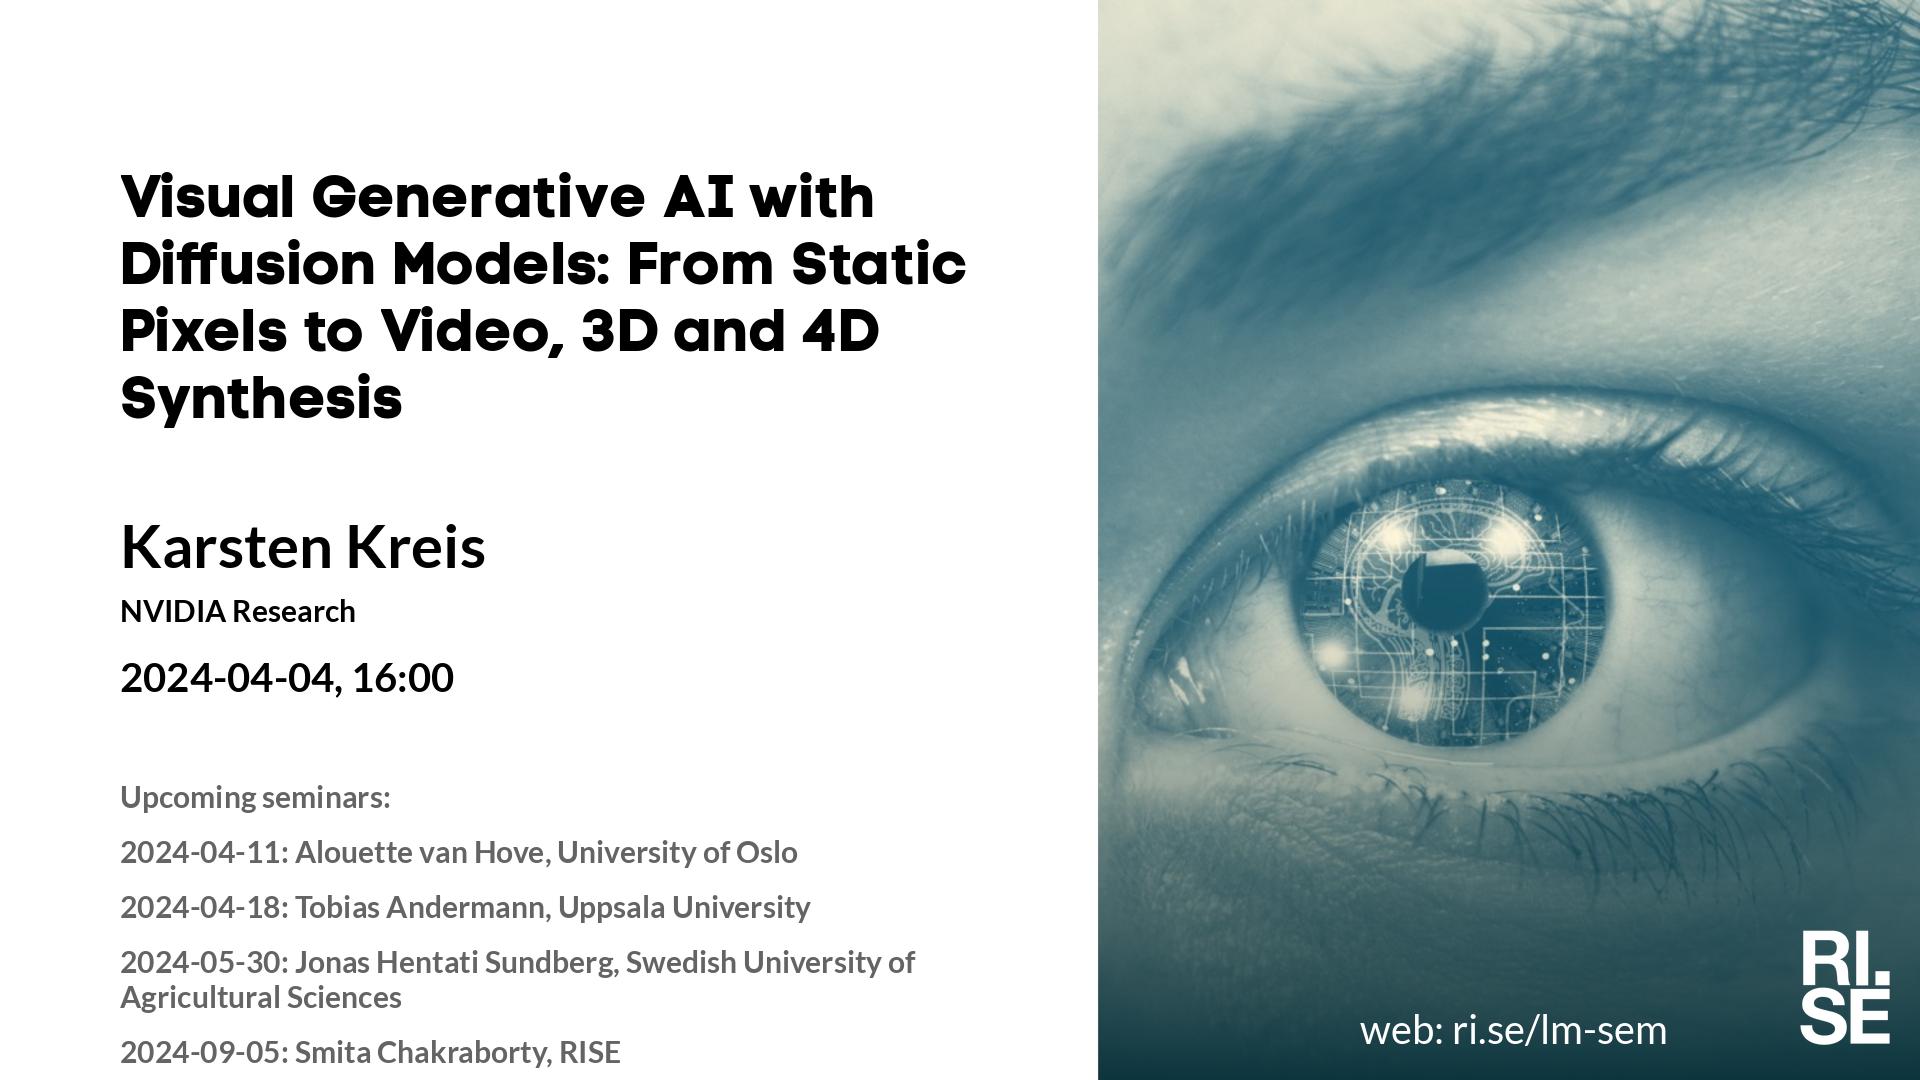 Visual Generative AI with
Diffusion Models: From Static
Pixels to Video, 3D and 4D
Synthesis
Karsten Kreis
NVIDIA Research
2024-04-04, 16:00
Upcoming seminars:
2024-04-11: Alouette van Hove, University of Oslo
2024-04-18: Tobias Andermann, Uppsala University
2024-05-30: Jonas Hentati Sundberg, Swedish University of
Agricultural Sciences
2024-09-05: Smita Chakraborty, RISE
web: ri.se/lm-sem
RI.
SE